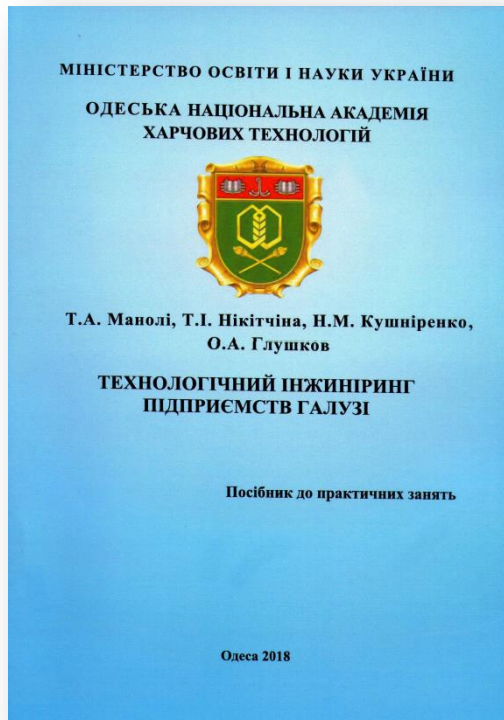 МІНІСТЕРСТВО ОСВІТИ І НАУКИ УКРАЇНИ
ОДЕСЬКА НАЦІОНАЛЬНА АКАДЕМІЯ
ХАРЧОВИХ ТЕХНОЛОГІЙ
Т.А. Манолі, Т.І. Нікітчіна, Н.М. Кушніренко,
О.А. Глушков
ТЕХНОЛОГІЧНИЙ ІНЖИНІРИНГ
ПІДПРИЄМСТВ ГАЛУЗІ
Посібник до практичних занять
Одеса 2018